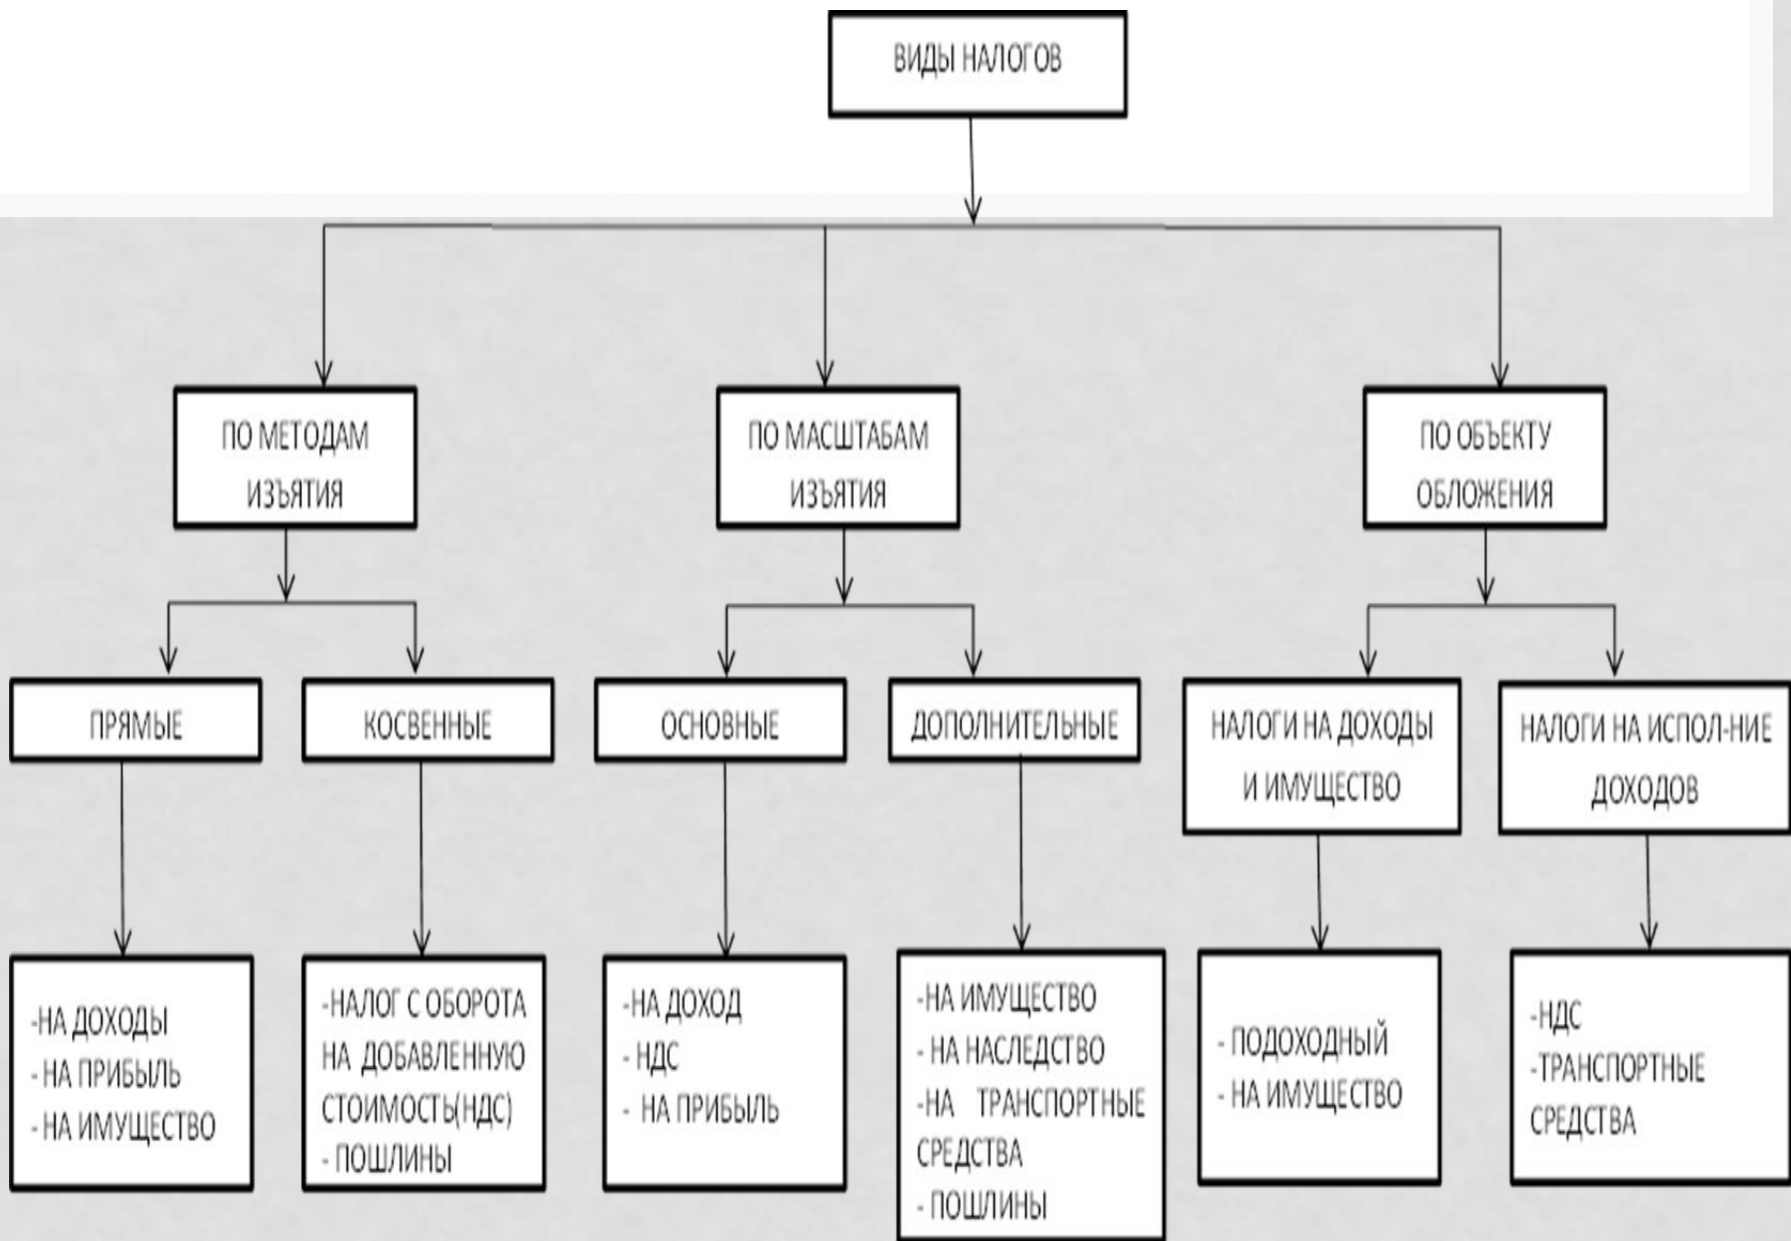 ВИДЫ НАЛОГОВ
ПО МЕТОДАМ
ИЗЪЯТИЯ
ПО МАСШТАБАМ
ИЗЪЯТИЯ
ПО ОБЪЕКТУ
ОБЛОЖЕНИЯ
ПРЯМЫЕ
КОСВЕННЫЕ
ОСНОВНЫЕ
ДОПОЛНИТЕЛЬНЫЕ
НАЛОГИ НА ДОХОДЫ
И ИМУЩЕСТВО
НАЛОГИ НА ИСПОЛ-НИЕ
ДОХОДОВ
-НА ДОХОДЫ
- НА ПРИБЫЛЬ
- НА ИМУЩЕСТВО
-НАЛОГ С ОБОРОТА
НА ДОБАВЛЕННУЮ
СТОИМОСТЬ(НДС)
- ПОШЛИНЫ
-НА ДОХОД
- НДС
- НА ПРИБЫЛЬ
-НА ИМУЩЕСТВО
- НА НАСЛЕДСТВО
-НА ТРАНСПОРТНЫЕ
СРЕДСТВА
- ПОШЛИНЫ
- ПОДОХОДНЫЙ
- НА ИМУЩЕСТВО
-НДС
-ТРАНСПОРТНЫЕ
СРЕДСТВА